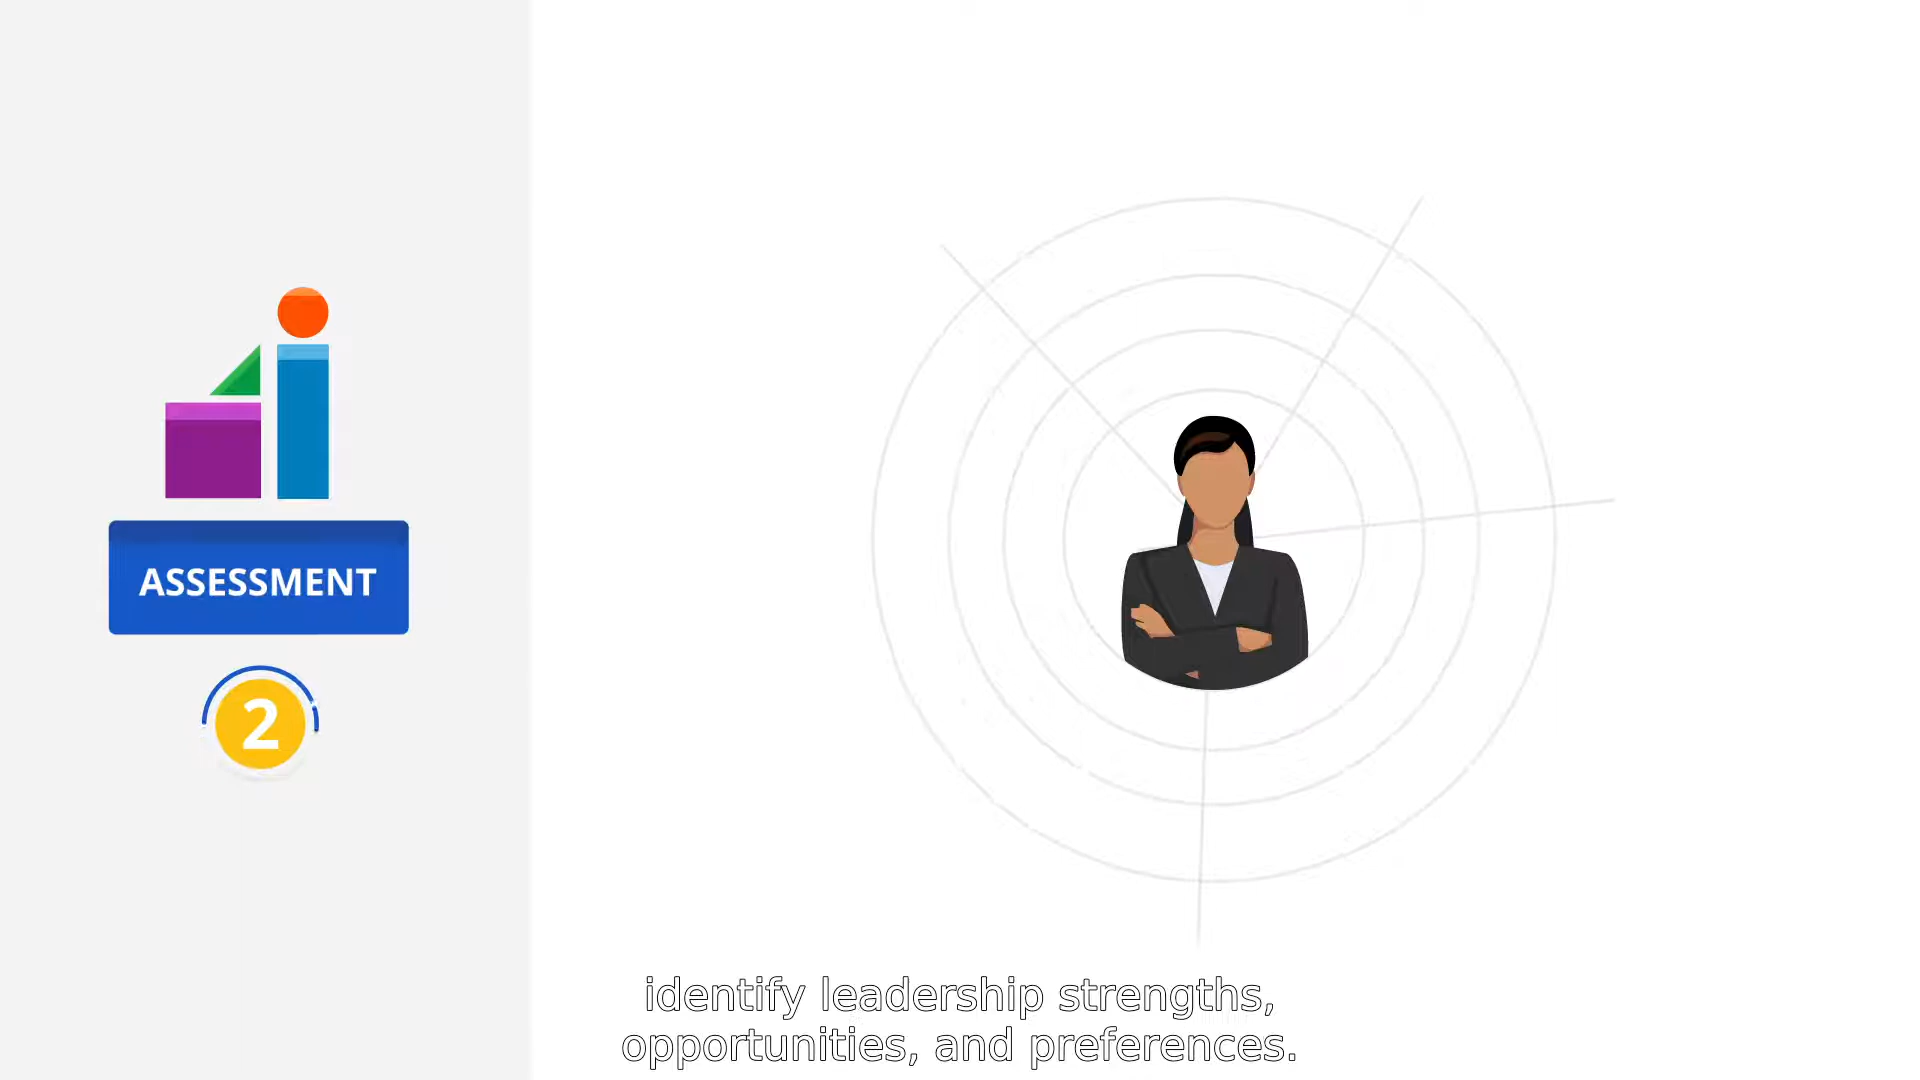 ASSESSMENT
2
identify leadership strengths,
opportunities, and preferences.